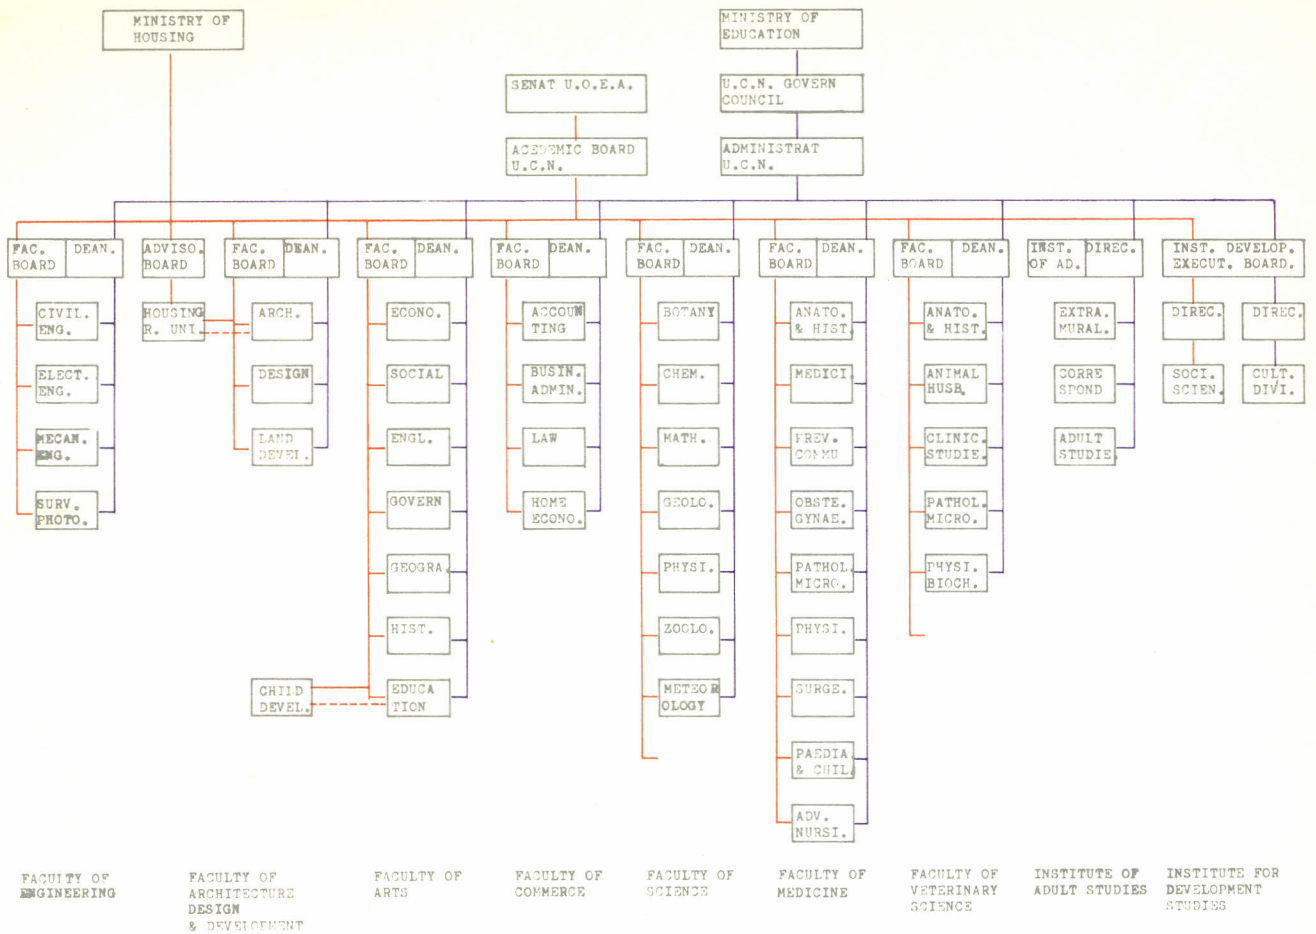 MINISTRY OF
HOUSING
MINISTRY OF
EDUCATION
SENAT U.O.E.A.
U.C.N. GOVERN
COUNCIL
ACEDEMIC BOARD
U.C.N.
ADMINISTRAT
U.C.N.
FAC.
BOARD
DEAN.
ADVISO.
BOARD
FAC.
BOARD
DEAN.
FAC.
BOARD
DEAN.
FAC.
BOARD
DEAN.
FAC.
BOARD
DEAN.
FAC.
BOARD
DEAN.
FAC.
BOARD
DEAN.
INST.
OF AD.
DIREC.
INST. DEVELOP.
EXECUT. BOARD.
CIVIL.
ENG.
ELECT.
ENG.
MECAN.
ENG.
SURV.
PHOTO.
HOUSING
R. UNI.
ARCH.
DESIGN
LAND
DEVEL.
ECONO.
SOCIAL
ENGL.
GOVERN
GEOGRA.
HIST.
CHILD
DEVEL.
EDUCA
TION
ACCOUN
TING
BUSIN.
ADMIN.
LAW
HOME
ECONO.
BOTANY
CHEM.
MATH.
GEOLO.
PHYSI.
ZOOLO.
METEOR
OLOGY
ANATO.
& HIST.
MEDICI.
PREV.
COMMU
OBSTE.
GYNAE.
PATHOL.
MICRO.
PHYSI.
SURGE.
PAEDIA.
& CHIL.
ADV.
NURSI.
ANATO.
& HIST.
ANIMAL
HUSB.
CLINIC.
STUDIE.
PATHOL.
MICRO.
PHYSI.
BIOCH.
EXTRA.
MURAL.
CORRE
SPOND
ADULT
STUDIE.
DIREC.
SOCI.
SCIEN.
DIREC.
CULT.
DIVI.
FACULTY OF
ENGINEERING
FACULTY OF
ARCHITECTURE
DESIGN
& DEVELOPMENT
FACULTY OF
ARTS
FACULTY OF
COMMERCE
FACULTY OF
SCIENCE
FACULTY OF
MEDICINE
FACULTY OF
VETERINARY
SCIENCE
INSTITUTE OF
ADULT STUDIES
INSTITUTE FOR
DEVELOPMENT
STUDIES